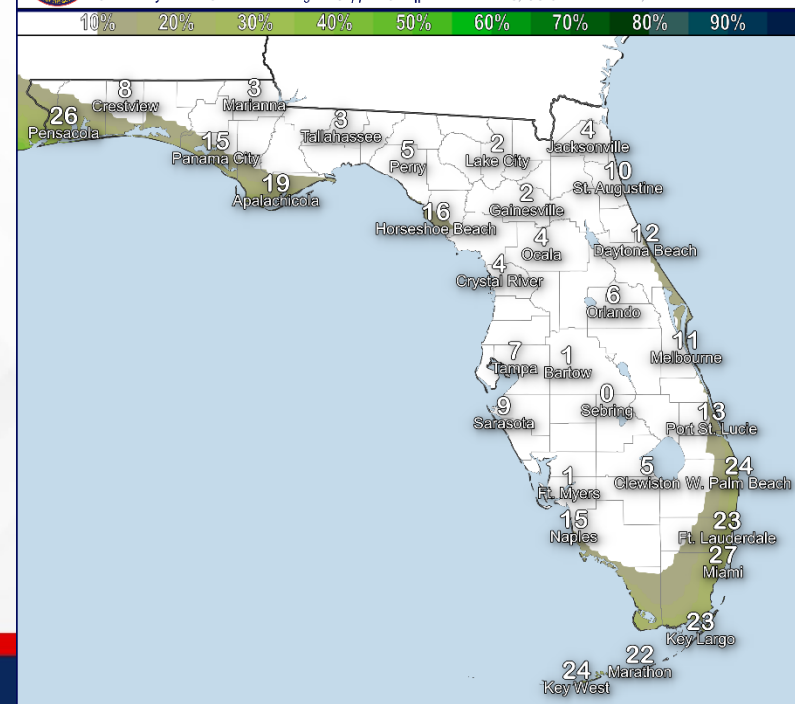 10% 20% 30% 40% 50% 60% 70% 80% 90%
8
Crestview
3
Marianna
26
Pensacola
15
Panama City
3
Tallahassee
19
Apalachicola
5
Perry
2
Lake City
4
Jacksonville
10
St. Augustine
2
Gainesville
16
Horseshoe Beach
4
Ocala
12
Daytona Beach
4
Crystal River
6
Orlando
11
Melbourne
7
Tampa
1
Bartow
9
Sarasota
0
Sebring
13
Port St. Lucie
1
Ft. Myers
5
Clewiston
24
W. Palm Beach
15
Naples
23
Ft. Lauderdale
27
Miami
23
Key Largo
22
Marathon
24
Key West